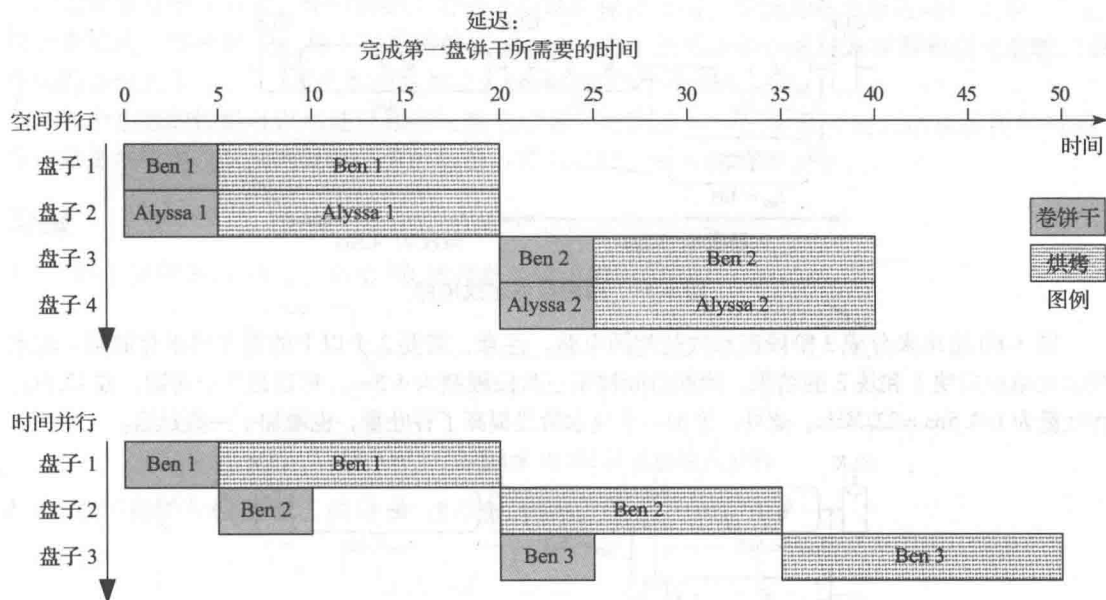 延迟：
完成第一盘饼干所需要的时间
0 5 10 15 20 25 30 35 40 45 50
空间并行
时间
盘子 1 Ben 1 Ben 1
盘子 2 Alyssa 1 Alyssa 1
卷饼干
盘子 3 Ben 2 Ben 2
烘烤
盘子 4 Alyssa 2 Alyssa 2
图例
时间并行
盘子 1 Ben 1 Ben 1
盘子 2 Ben 2 Ben 2
盘子 3 Ben 3 Ben 3